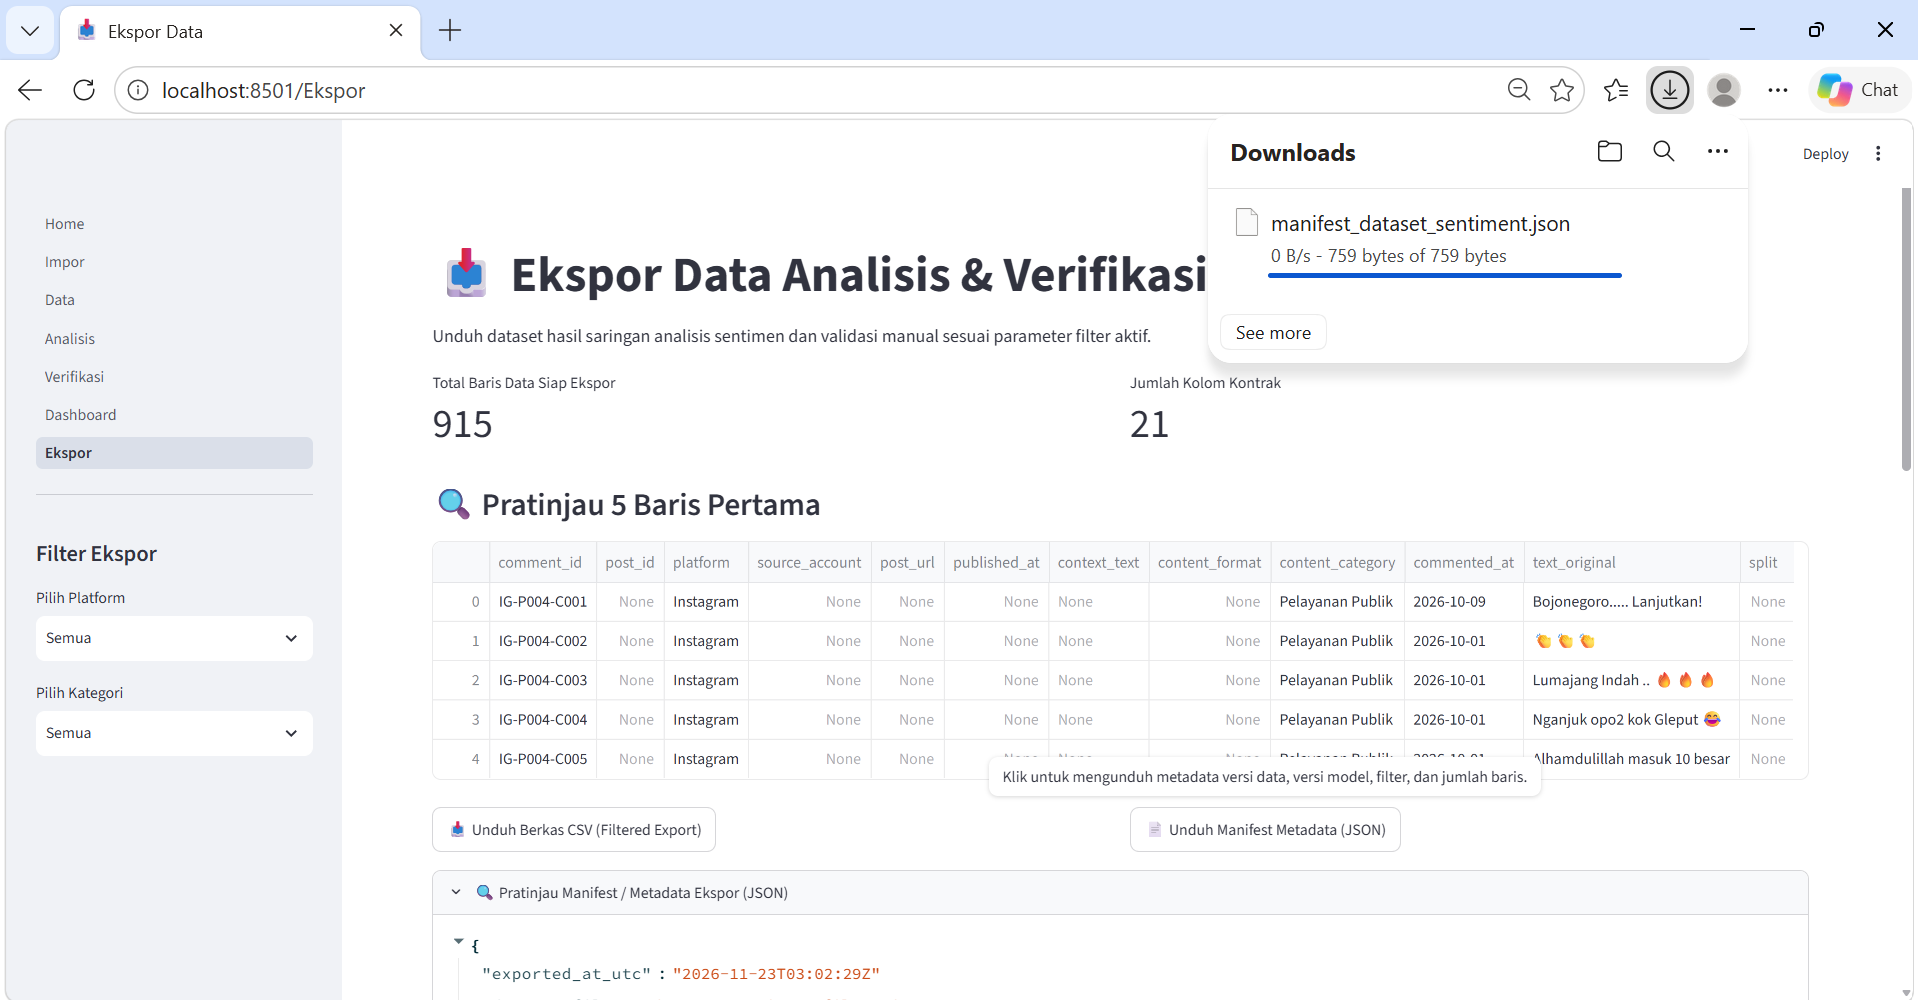 Ekspor Data
localhost:8501/Ekspor
Chat
Downloads
manifest_dataset_sentiment.json
0 B/s - 759 bytes of 759 bytes
See more
Deploy
Home
Impor
Data
Analisis
Verifikasi
Dashboard
Ekspor
Filter Ekspor
Pilih Platform
Semua
Pilih Kategori
Semua
Ekspor Data Analisis & Verifikasi
Unduh dataset hasil saringan analisis sentimen dan validasi manual sesuai parameter filter aktif.
Total Baris Data Siap Ekspor
915
Jumlah Kolom Kontrak
21
🔍 Pratinjau 5 Baris Pertama
comment_id post_id platform source_account post_url published_at context_text content_format content_category commented_at text_original split
0 IG-P004-C001 None Instagram None None None None None Pelayanan Publik 2026-10-09 Bojonegoro..... Lanjutkan! None
1 IG-P004-C002 None Instagram None None None None None Pelayanan Publik 2026-10-01 👏 👏 👏 None
2 IG-P004-C003 None Instagram None None None None None Pelayanan Publik 2026-10-01 Lumajang Indah .. 🔥 🔥 🔥 None
3 IG-P004-C004 None Instagram None None None None None Pelayanan Publik 2026-10-01 Nganjuk opo2 kok Gleput 😂 None
4 IG-P004-C005 None Instagram None None None None None Pelayanan Publik 2026-10-01 Alhamdulillah masuk 10 besar None
Klik untuk mengunduh metadata versi data, versi model, filter, dan jumlah baris.
📥 Unduh Berkas CSV (Filtered Export)
📄 Unduh Manifest Metadata (JSON)
🔍 Pratinjau Manifest / Metadata Ekspor (JSON)
{
"exported_at_utc" : "2026-11-23T03:02:29Z"